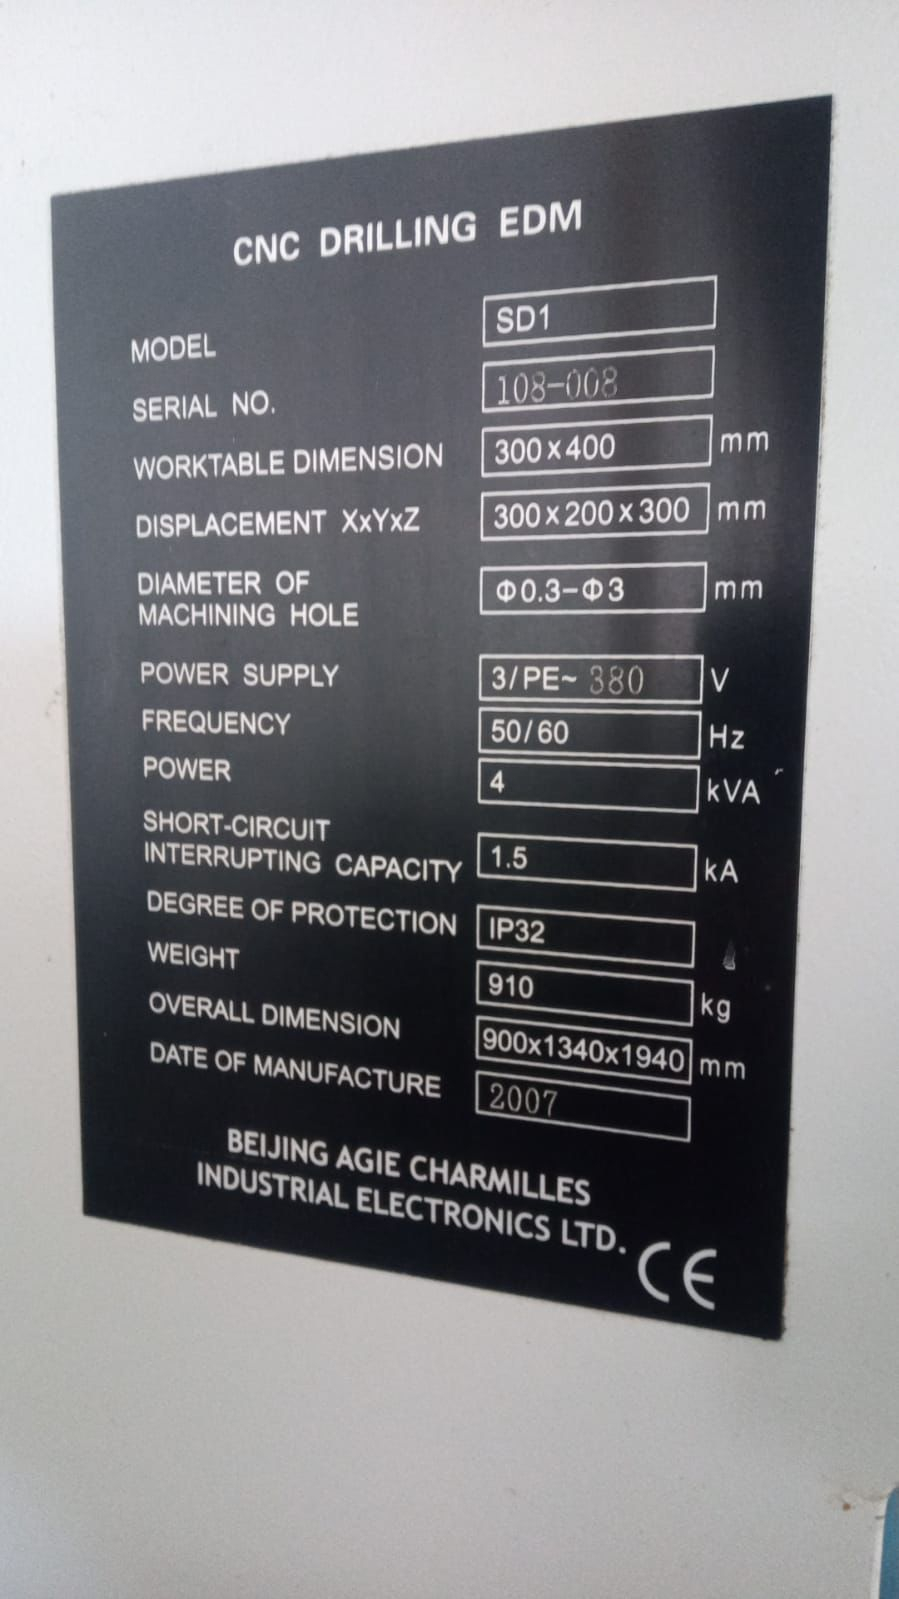 CNC DRILLING EDM
MODEL SD1
SERIAL NO. 108-008
WORKTABLE DIMENSION 300×400 mm
DISPLACEMENT XxYxZ 300×200×300 mm
DIAMETER OF
MACHINING HOLE Φ0.3-Φ3 mm
POWER SUPPLY 3/PE~ 380 V
FREQUENCY 50/60 Hz
POWER 4 kVA
SHORT-CIRCUIT
INTERRUPTING CAPACITY 1.5 kA
DEGREE OF PROTECTION IP32
WEIGHT 910 kg
OVERALL DIMENSION 900x1340x1940 mm
DATE OF MANUFACTURE 2007
BEIJING AGIE CHARMILLES
INDUSTRIAL ELECTRONICS LTD.
CE